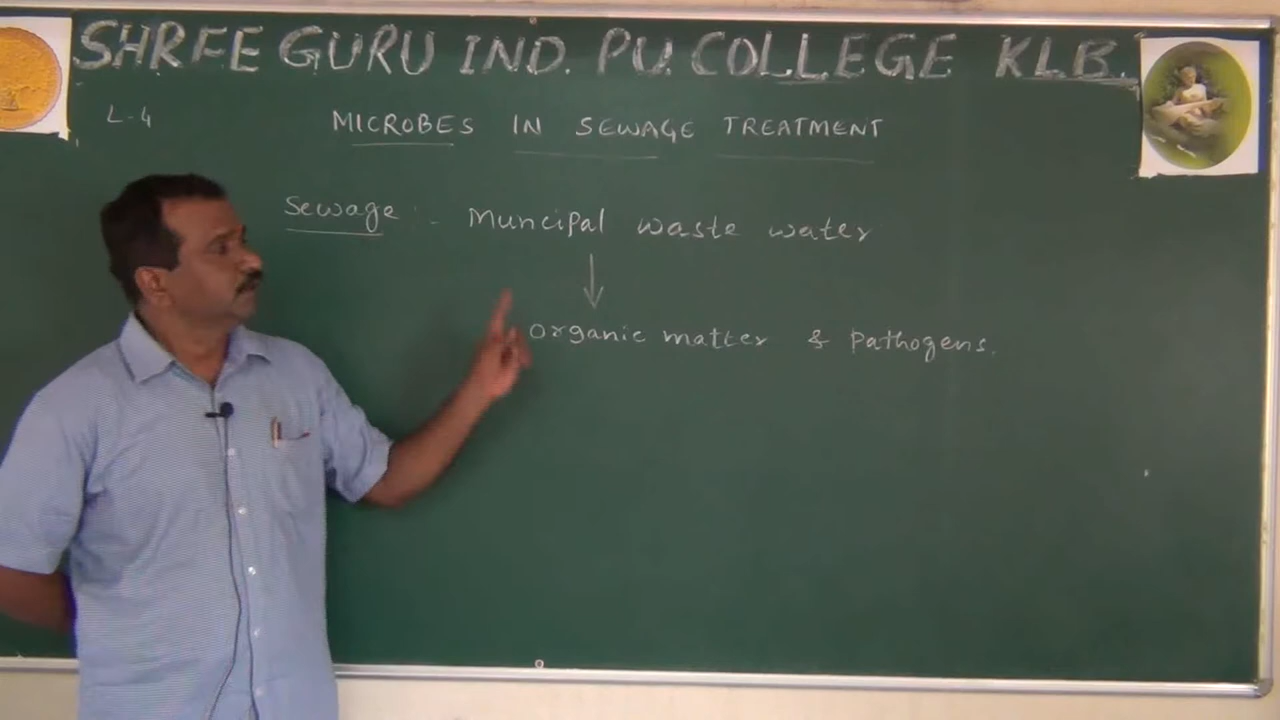 SHREE GURU IND. PU. COLLEGE KLB.
L-4
MICROBES IN SEWAGE TREATMENT
Sewage :- Muncipal waste water
↓
organic matter & pathogens.